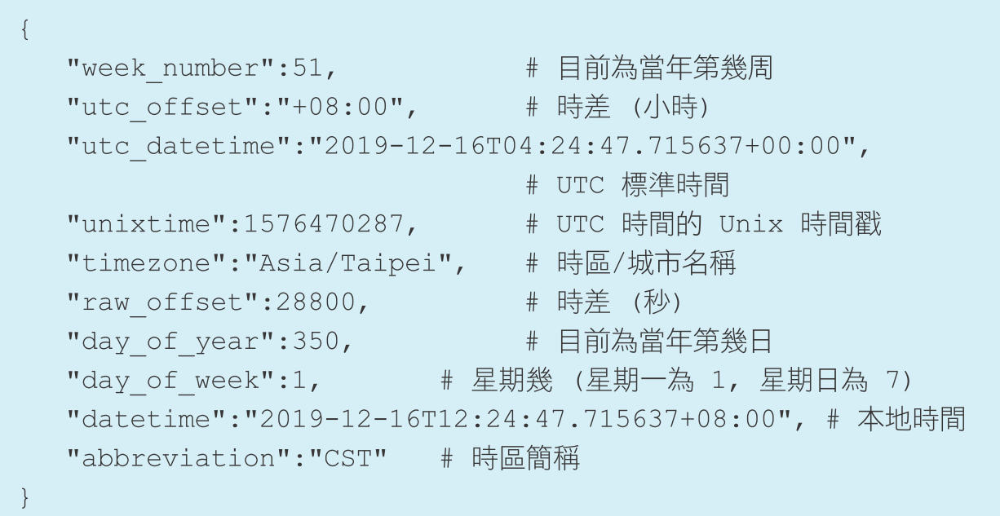 {
"week_number":51, # 目前為當年第幾周
"utc_offset":"+08:00", # 時差 (小時)
"utc_datetime":"2019-12-16T04:24:47.715637+00:00",
# UTC 標準時間
"unixtime":1576470287, # UTC 時間的 Unix 時間戳
"timezone":"Asia/Taipei", # 時區/城市名稱
"raw_offset":28800, # 時差 (秒)
"day_of_year":350, # 目前為當年第幾日
"day_of_week":1, # 星期幾 (星期一為 1, 星期日為 7)
"datetime":"2019-12-16T12:24:47.715637+08:00", # 本地時間
"abbreviation":"CST" # 時區簡稱
}